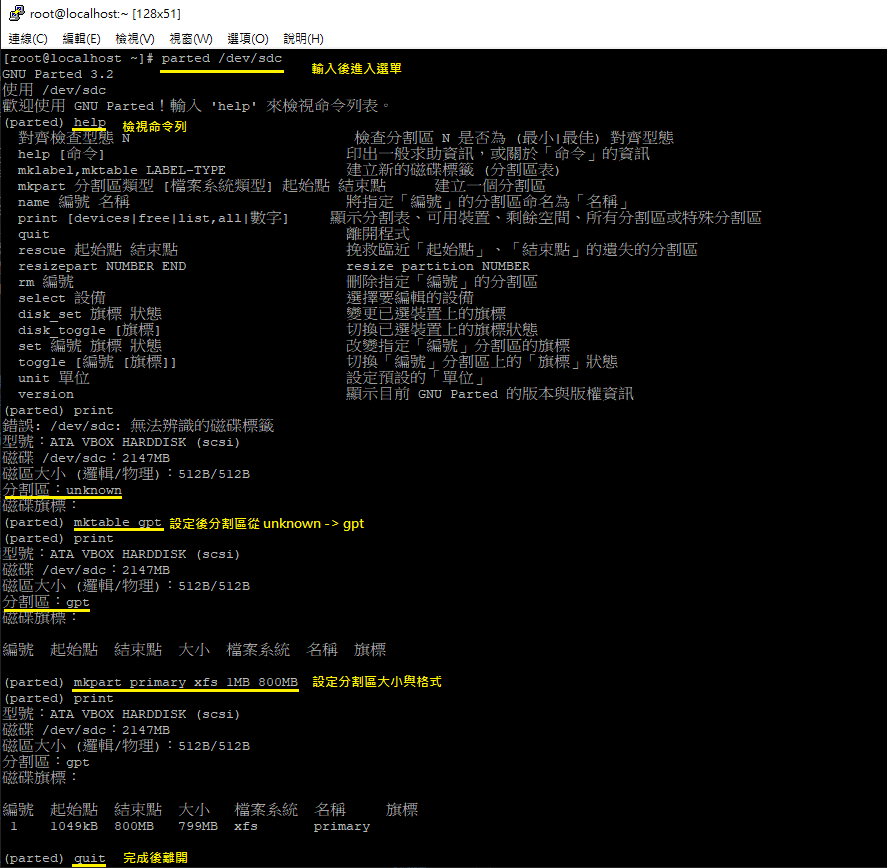 root@localhost:~ [128x51]
連線(C) 編輯(E) 檢視(V) 視窗(W) 選項(O) 說明(H)
[root@localhost ~]# parted /dev/sdc 輸入後進入選單
GNU Parted 3.2
使用 /dev/sdc
歡迎使用 GNU Parted！輸入 'help' 來檢視命令列表。
(parted) help 檢視命令列
對齊檢查型態 N 檢查分割區 N 是否為 (最小|最佳) 對齊型態
help [命令] 印出一般求助資訊，或關於「命令」的資訊
mklabel,mktable LABEL-TYPE 建立新的磁碟標籤 (分割區表)
mkpart 分割區類型 [檔案系統類型] 起始點 結束點 建立一個分割區
name 編號 名稱 將指定「編號」的分割區命名為「名稱」
print [devices|free|list,all|數字] 顯示分割表、可用裝置、剩餘空間、所有分割區或特殊分割區
quit 離開程式
rescue 起始點 結束點 挽救臨近「起始點」、「結束點」的遺失的分割區
resizepart NUMBER END resize partition NUMBER
rm 編號 刪除指定「編號」的分割區
select 設備 選擇要編輯的設備
disk_set 旗標 狀態 變更已選裝置上的旗標
disk_toggle [旗標] 切換已選裝置上的旗標狀態
set 編號 旗標 狀態 改變指定「編號」分割區的旗標
toggle [編號 [旗標]] 切換「編號」分割區上的「旗標」狀態
unit 單位 設定預設的「單位」
version 顯示目前 GNU Parted 的版本與版權資訊
(parted) print
錯誤: /dev/sdc: 無法辨識的磁碟標籤
型號：ATA VBOX HARDDISK (scsi)
磁碟 /dev/sdc：2147MB
磁區大小 (邏輯/物理)：512B/512B
分割區：unknown
磁碟旗標：
(parted) mktable gpt 設定後分割區從 unknown -> gpt
(parted) print
型號：ATA VBOX HARDDISK (scsi)
磁碟 /dev/sdc：2147MB
磁區大小 (邏輯/物理)：512B/512B
分割區：gpt
磁碟旗標：
編號 起始點 結束點 大小 檔案系統 名稱 旗標
(parted) mkpart primary xfs 1MB 800MB 設定分割區大小與格式
(parted) print
型號：ATA VBOX HARDDISK (scsi)
磁碟 /dev/sdc：2147MB
磁區大小 (邏輯/物理)：512B/512B
分割區：gpt
磁碟旗標：
編號 起始點 結束點 大小 檔案系統 名稱 旗標
1 1049kB 800MB 799MB xfs primary
(parted) quit 完成後離開